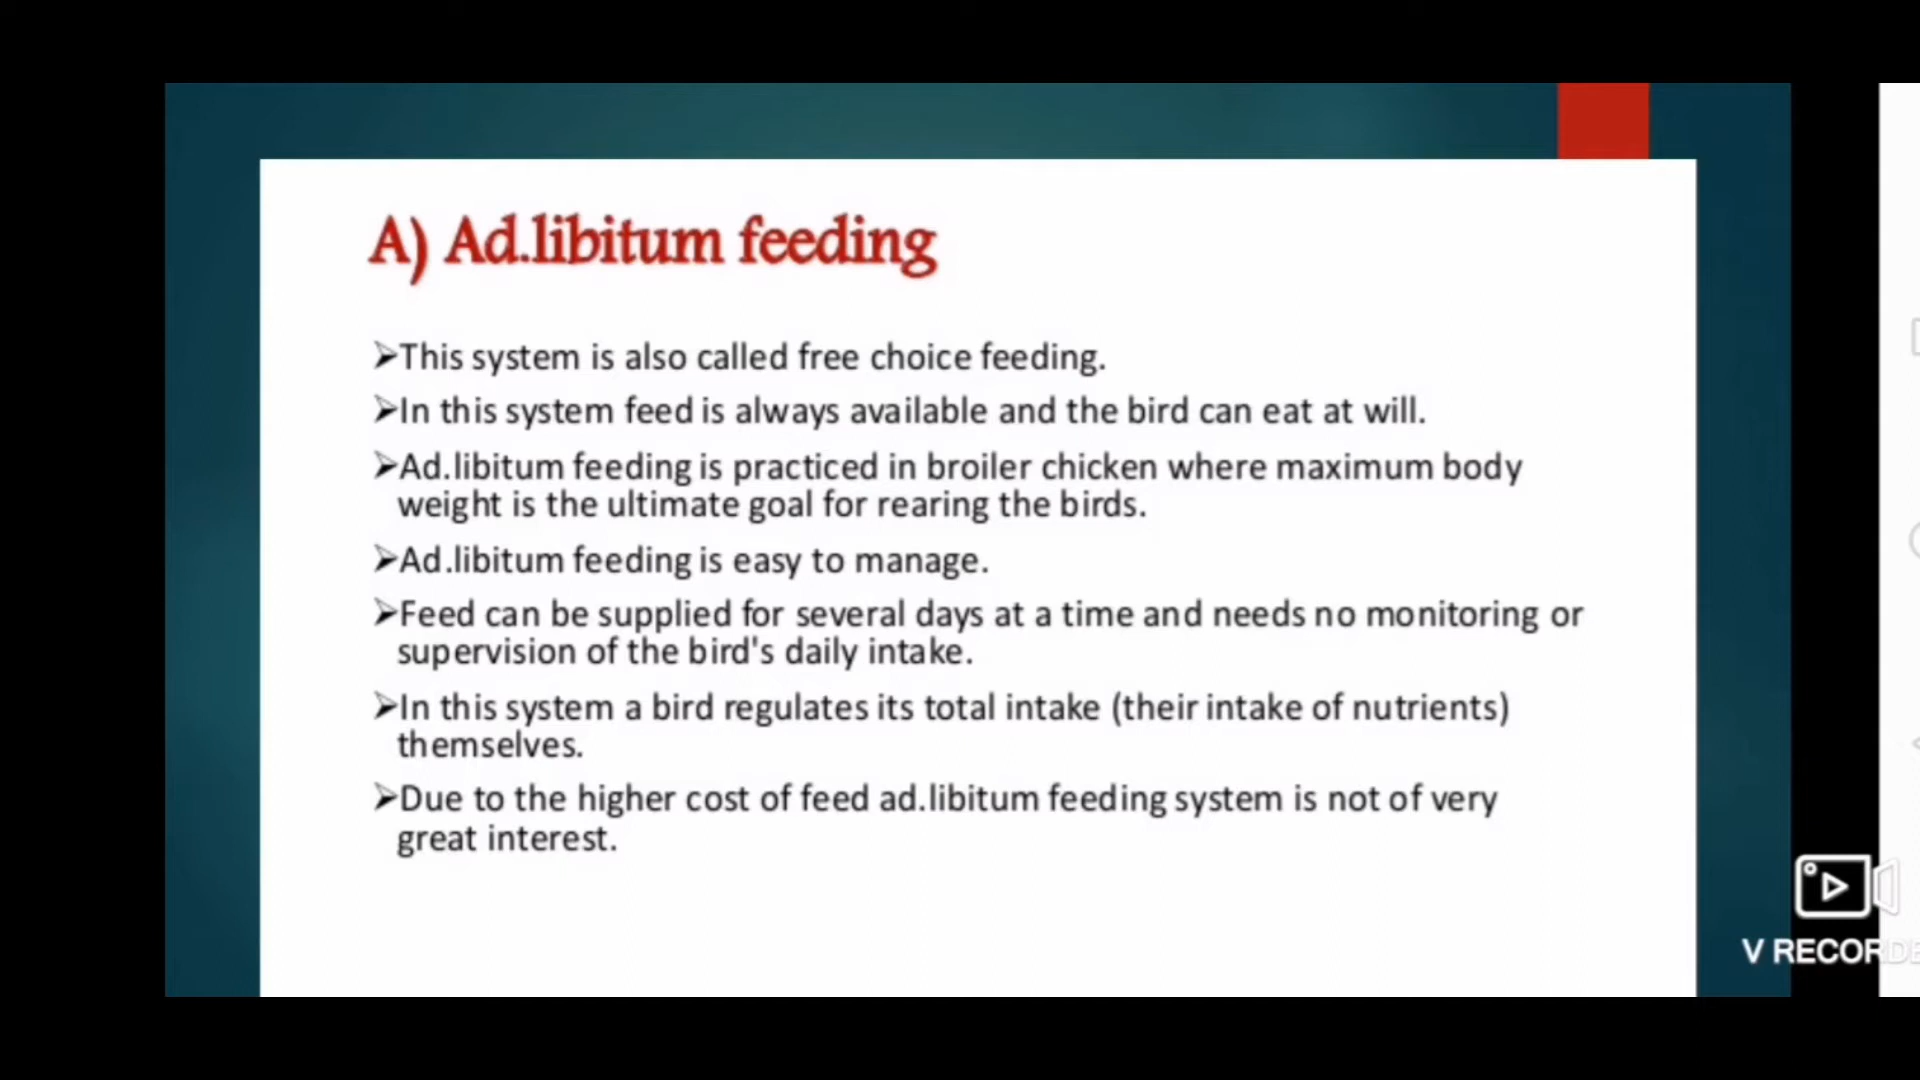 A) Ad.libitum feeding
➢This system is also called free choice feeding.
➢In this system feed is always available and the bird can eat at will.
➢Ad.libitum feeding is practiced in broiler chicken where maximum body
weight is the ultimate goal for rearing the birds.
➢Ad.libitum feeding is easy to manage.
➢Feed can be supplied for several days at a time and needs no monitoring or
supervision of the bird's daily intake.
➢In this system a bird regulates its total intake (their intake of nutrients)
themselves.
➢Due to the higher cost of feed ad.libitum feeding system is not of very
great interest.
V RECORDE